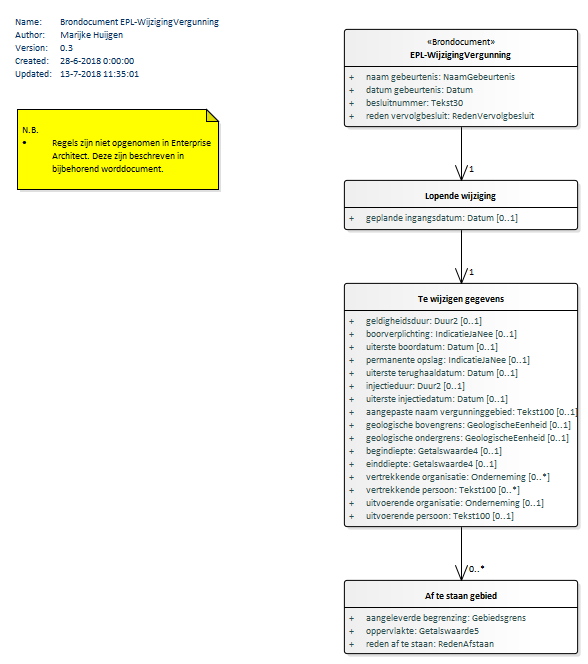 Name: Brondocument EPL-WijzigingVergunning
Author: Marijke Huijgen
Version: 0.3
Created: 28-6-2018 0:00:00
Updated: 13-7-2018 11:35:01
N.B.
• Regels zijn niet opgenomen in Enterprise
Architect. Deze zijn beschreven in
bijbehorend worddocument.
«Brondocument»
EPL-WijzigingVergunning
+ naam gebeurtenis: NaamGebeurtenis
+ datum gebeurtenis: Datum
+ besluitnummer: Tekst30
+ reden vervolgbesluit: RedenVervolgbesluit
1
Lopende wijziging
+ geplande ingangsdatum: Datum [0..1]
1
Te wijzigen gegevens
+ geldigheidsduur: Duur2 [0..1]
+ boorverplichting: IndicatieJaNee [0..1]
+ uiterste boordatum: Datum [0..1]
+ permanente opslag: IndicatieJaNee [0..1]
+ uiterste terughaaldatum: Datum [0..1]
+ injectieduur: Duur2 [0..1]
+ uiterste injectiedatum: Datum [0..1]
+ aangepaste naam vergunninggebied: Tekst100 [0..1]
+ geologische bovengrens: GeologischeEenheid [0..1]
+ geologische ondergrens: GeologischeEenheid [0..1]
+ begindiepte: Getalswaarde4 [0..1]
+ einddiepte: Getalswaarde4 [0..1]
+ vertrekkende organisatie: Onderneming [0..*]
+ vertrekkende persoon: Tekst100 [0..*]
+ uitvoerende organisatie: Onderneming [0..1]
+ uitvoerende persoon: Tekst100 [0..1]
0..*
Af te staan gebied
+ aangeleverde begrenzing: Gebiedsgrens
+ oppervlakte: Getalswaarde5
+ reden af te staan: RedenAfstaan